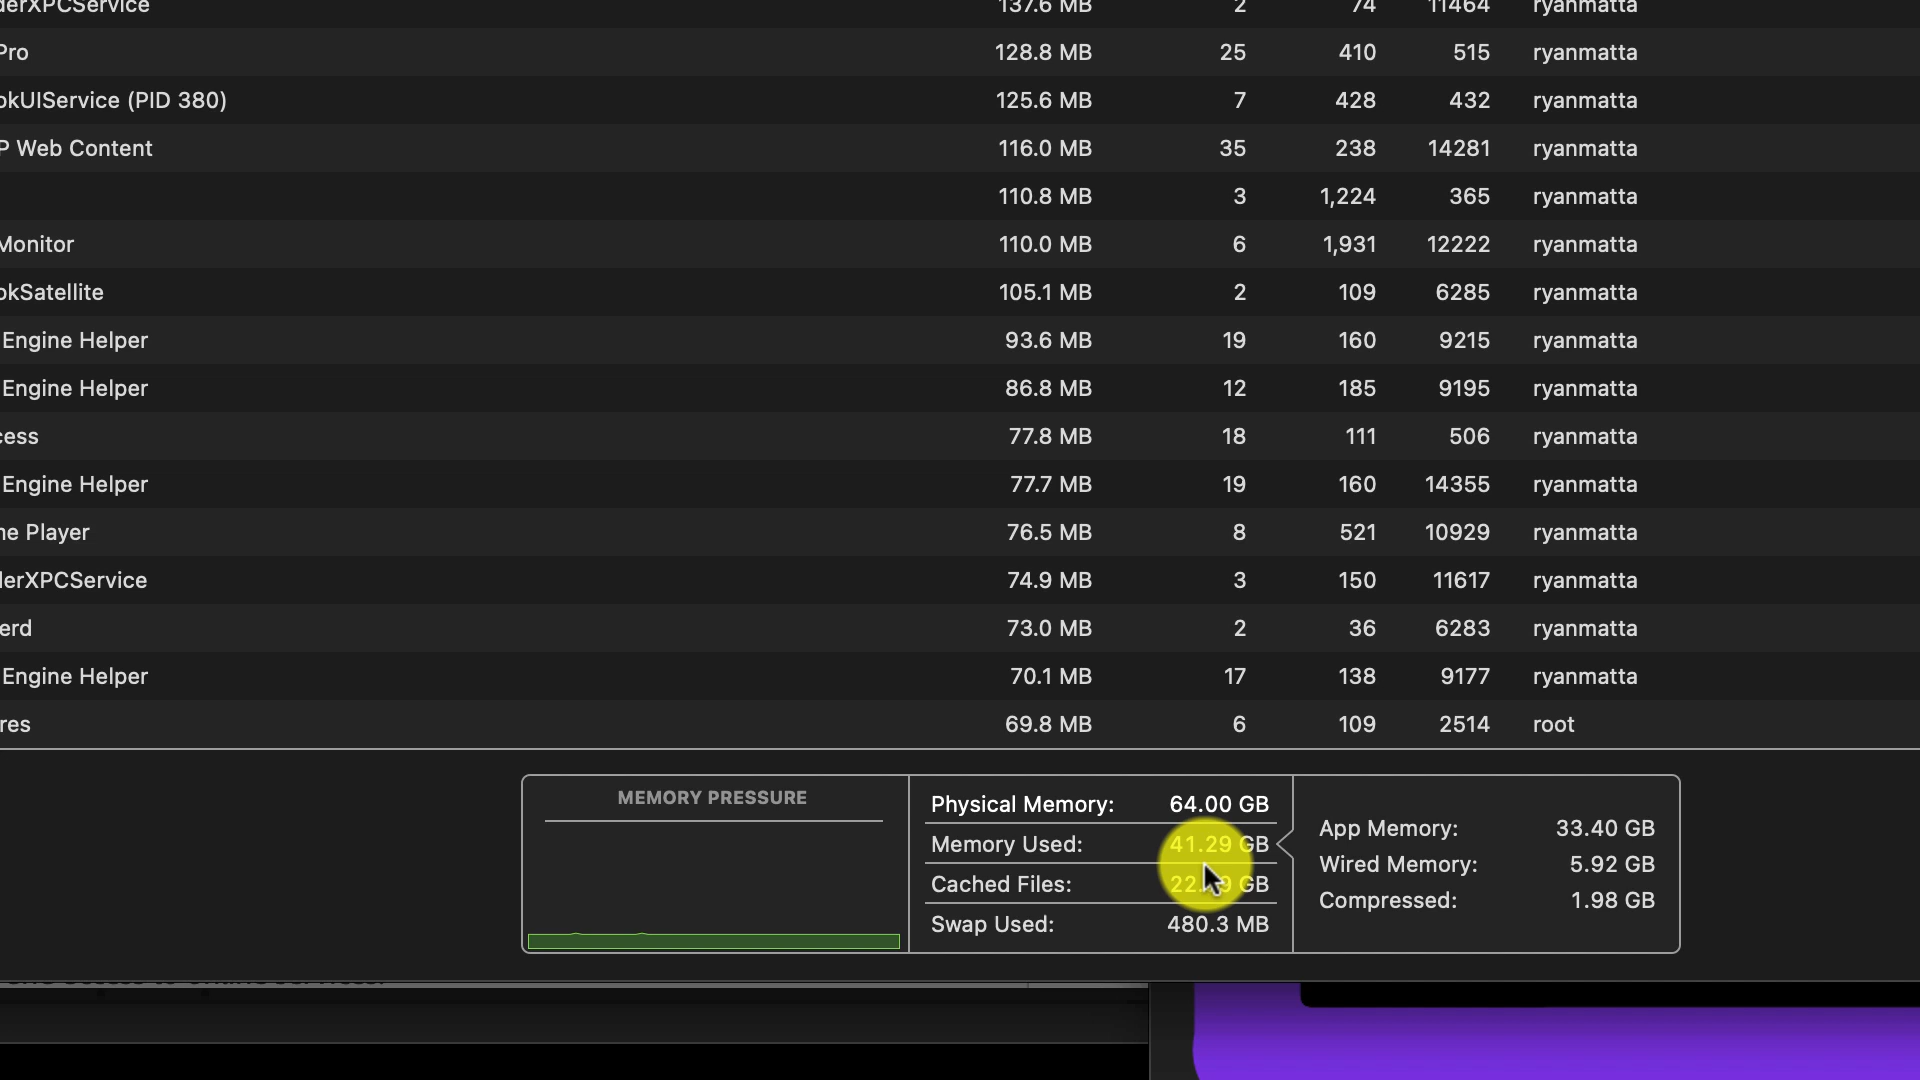 derXPCService 137.6 MB 2 74 11464 ryanmatta
Pro 128.8 MB 25 410 515 ryanmatta
okUIService (PID 380) 125.6 MB 7 428 432 ryanmatta
P Web Content 116.0 MB 35 238 14281 ryanmatta
110.8 MB 3 1,224 365 ryanmatta
Monitor 110.0 MB 6 1,931 12222 ryanmatta
okSatellite 105.1 MB 2 109 6285 ryanmatta
Engine Helper 93.6 MB 19 160 9215 ryanmatta
Engine Helper 86.8 MB 12 185 9195 ryanmatta
cess 77.8 MB 18 111 506 ryanmatta
Engine Helper 77.7 MB 19 160 14355 ryanmatta
ne Player 76.5 MB 8 521 10929 ryanmatta
lerXPCService 74.9 MB 3 150 11617 ryanmatta
erd 73.0 MB 2 36 6283 ryanmatta
Engine Helper 70.1 MB 17 138 9177 ryanmatta
res 69.8 MB 6 109 2514 root
MEMORY PRESSURE
Physical Memory: 64.00 GB
Memory Used: 41.29 GB
Cached Files: GB
Swap Used: 480.3 MB
App Memory: 33.40 GB
Wired Memory: 5.92 GB
Compressed: 1.98 GB